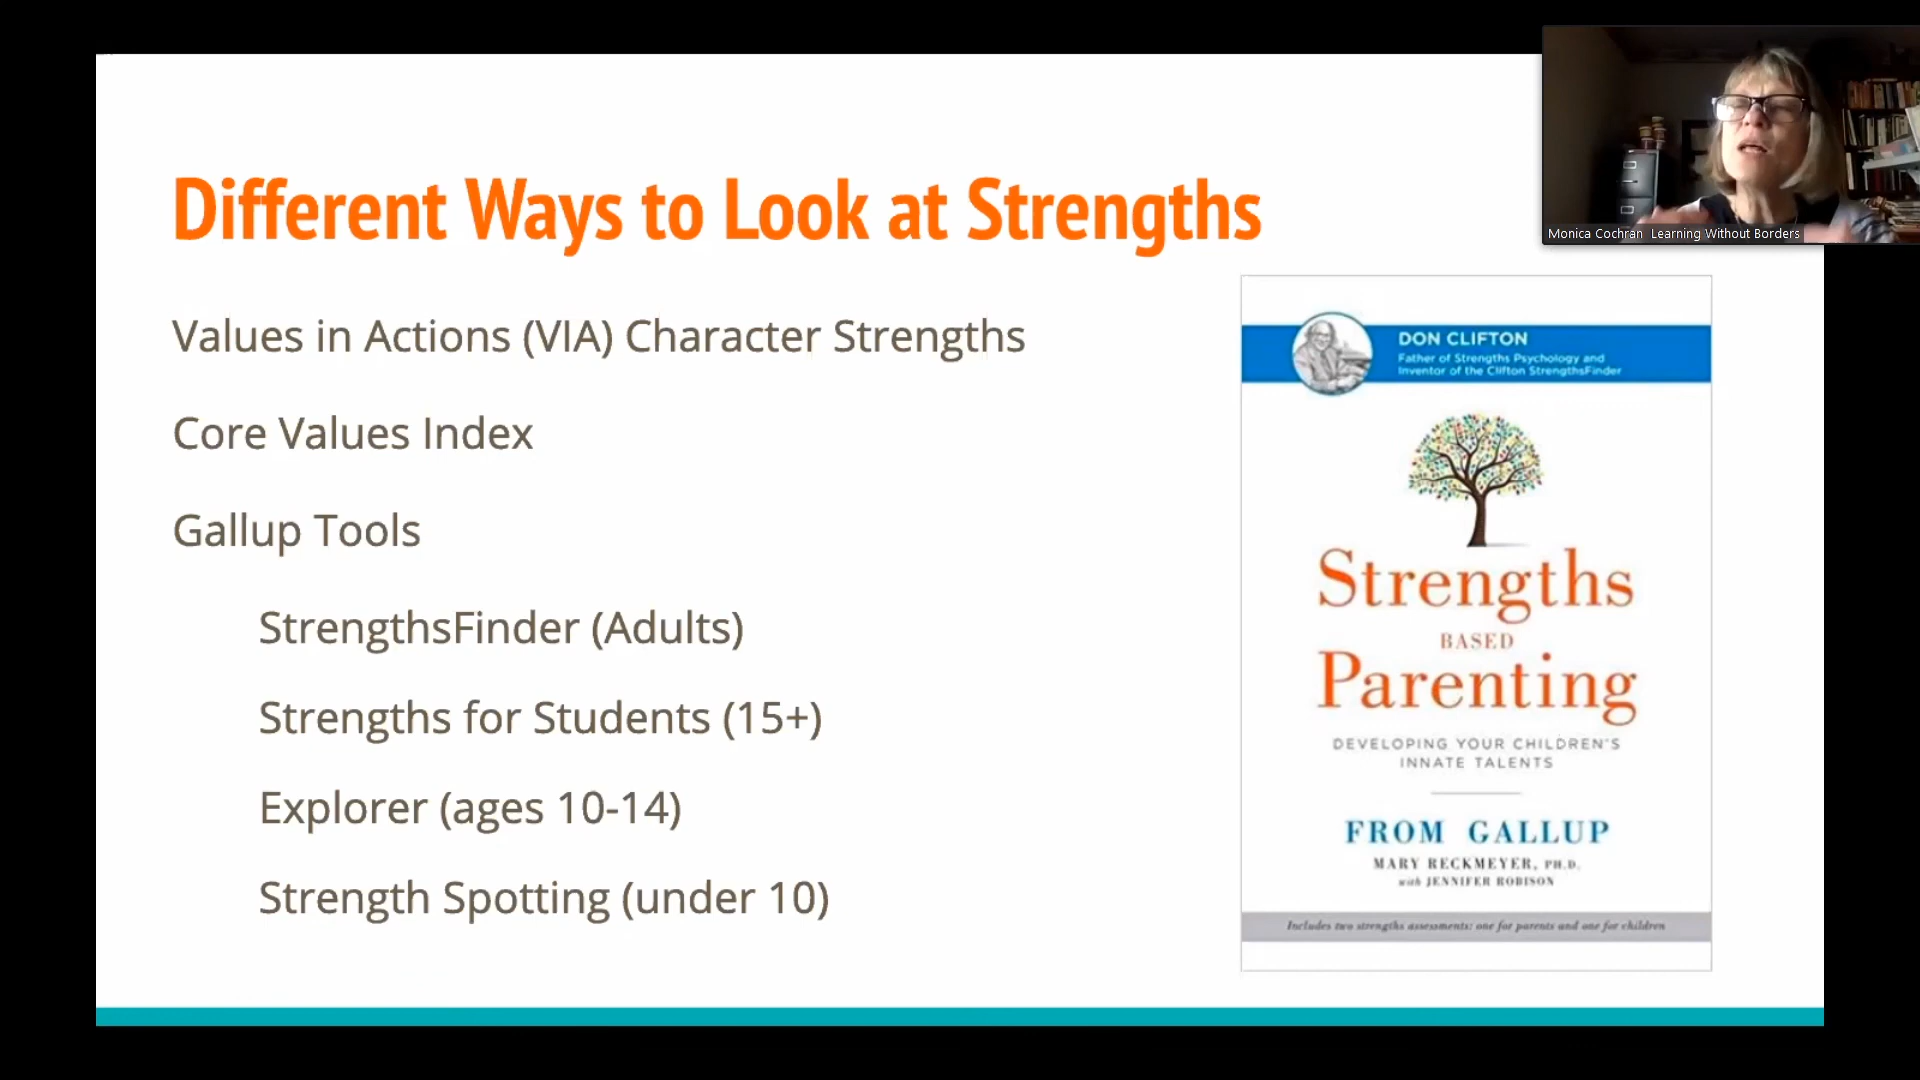 Different Ways to Look at Strengths
Values in Actions (VIA) Character Strengths
Core Values Index
Gallup Tools
StrengthsFinder (Adults)
Strengths for Students (15+)
Explorer (ages 10-14)
Strength Spotting (under 10)
Monica Cochran Learning Without Borders
DON CLIFTON
Father of Strengths Psychology and
Inventor of the Clifton StrengthsFinder
Strengths
BASED
Parenting
DEVELOPING YOUR CHILDREN'S
INNATE TALENTS
FROM GALLUP
MARY RECKMEYER, PH.D.
with JENNIFER ROBISON
Includes two strengths assessments: one for parents and one for children